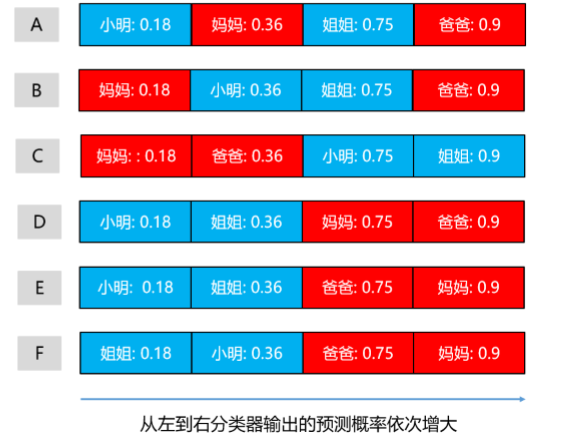 A 小明: 0.18 妈妈: 0.36 姐姐: 0.75 爸爸: 0.9
B 妈妈: 0.18 小明: 0.36 姐姐: 0.75 爸爸: 0.9
C 妈妈: : 0.18 爸爸: 0.36 小明: 0.75 姐姐: 0.9
D 小明: 0.18 姐姐: 0.36 妈妈: 0.75 爸爸: 0.9
E 小明: 0.18 姐姐: 0.36 爸爸: 0.75 妈妈: 0.9
F 姐姐: 0.18 小明: 0.36 爸爸: 0.75 妈妈: 0.9
从左到右分类器输出的预测概率依次增大